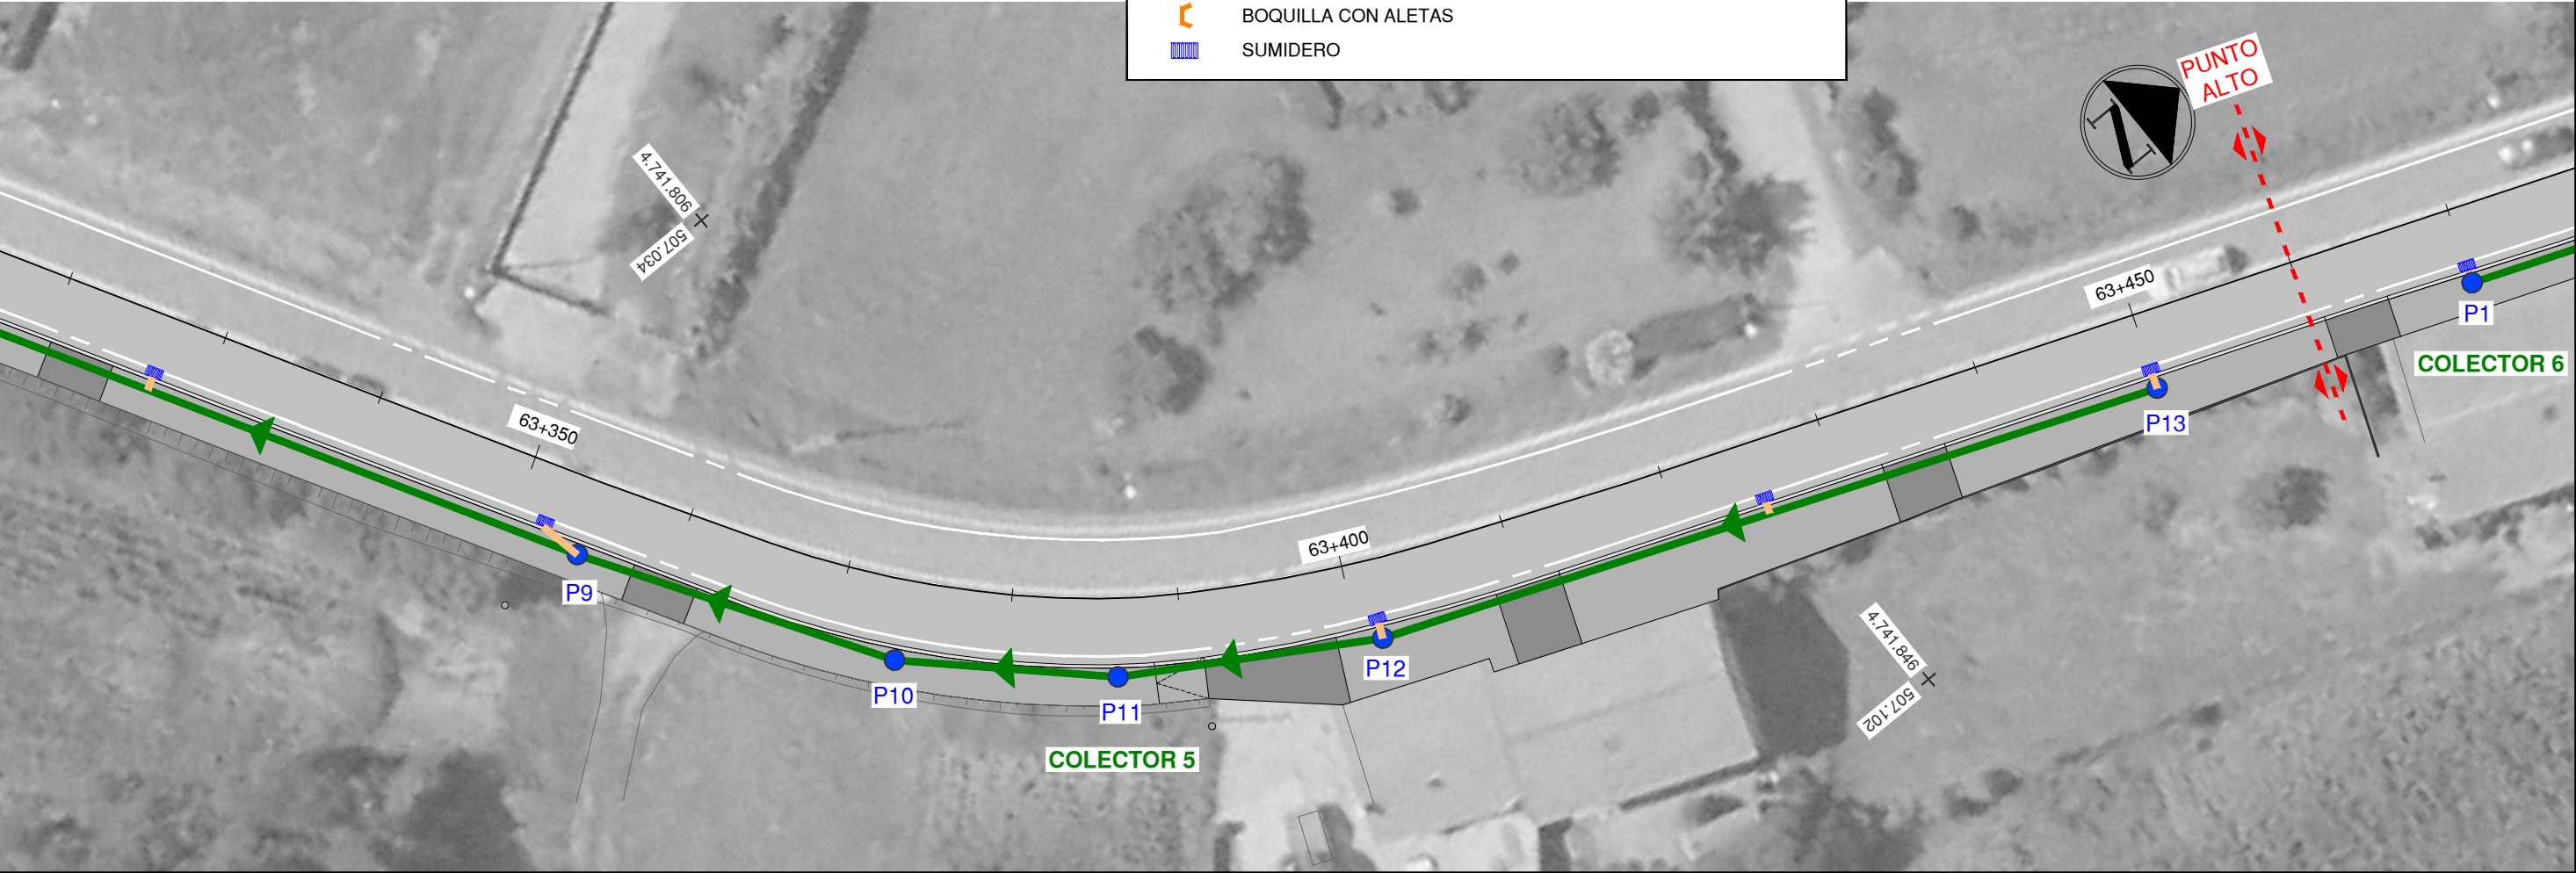 BOQUILLA CON ALETAS
SUMIDERO
PUNTO
ALTO
4.741.806
507.034
63+450
P1
COLECTOR 6
P13
63+350
63+400
P9
P12
P10
P11
COLECTOR 5
4.741.846
507.102